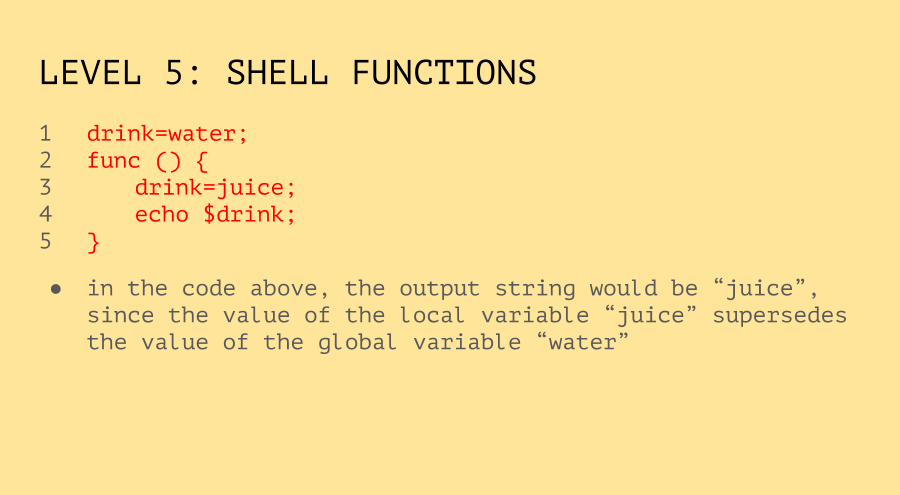 LEVEL 5: SHELL FUNCTIONS
1 drink=water;
2 func () {
3 drink=juice;
4 echo $drink;
5 }
● in the code above, the output string would be “juice”,
since the value of the local variable “juice” supersedes
the value of the global variable “water”